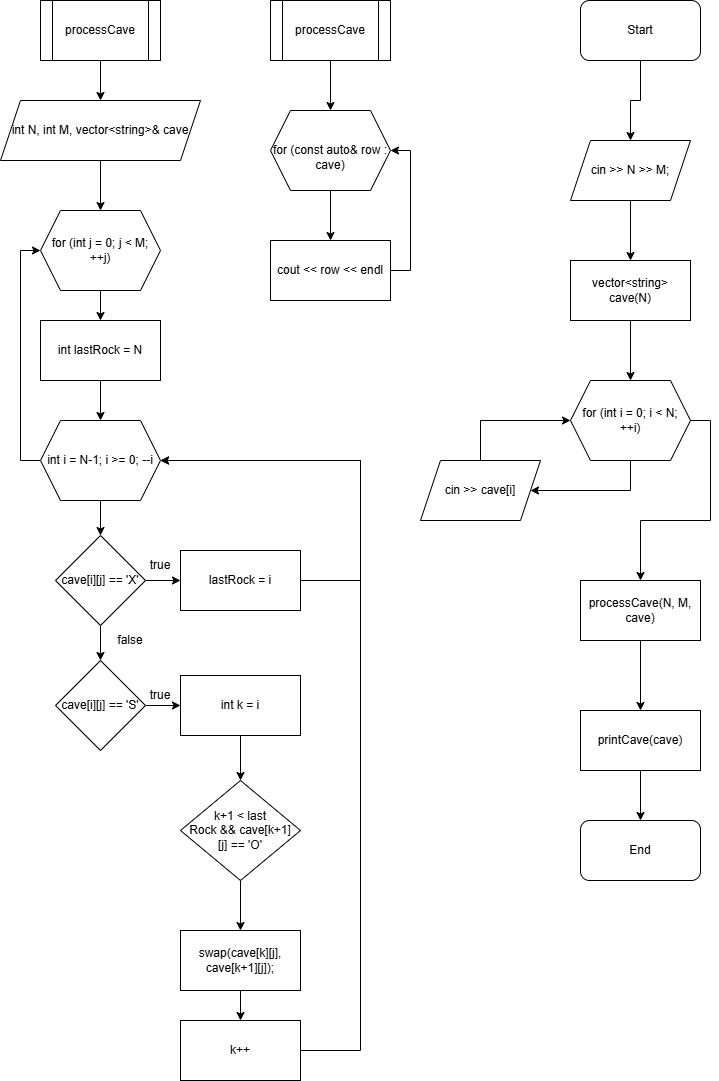 processCave
int N, int M, vector<string>& cave
for (int j = 0; j < M;
++j)
int lastRock = N
int i = N-1; i >= 0; --i
cave[i][j] == 'X'
true
lastRock = i
false
cave[i][j] == 'S'
true
int k = i
k+1 < last
Rock && cave[k+1]
[j] == 'O'
swap(cave[k][j],
cave[k+1][j]);
k++
processCave
for (const auto& row :
cave)
cout << row << endl
Start
cin >> N >> M;
vector<string>
cave(N)
for (int i = 0; i < N;
++i)
cin >> cave[i]
processCave(N, M,
cave)
printCave(cave)
End